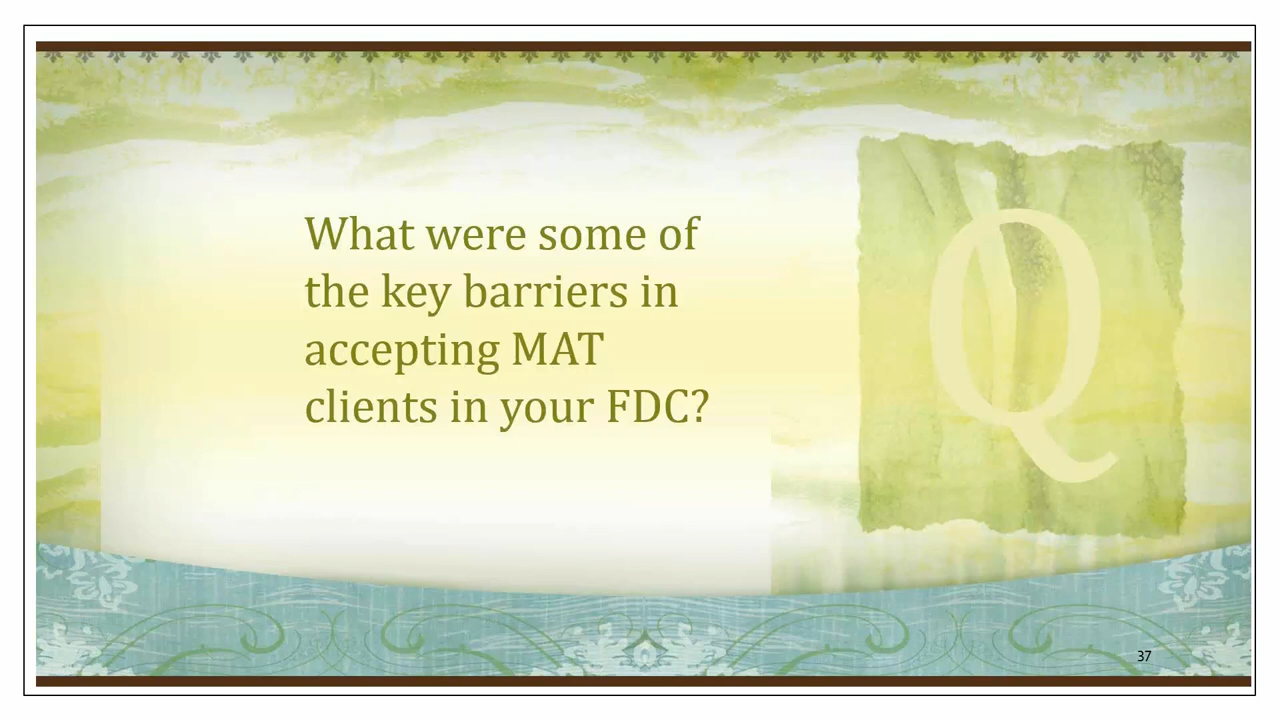 What were some of
the key barriers in
accepting MAT
clients in your FDC?
Q
37